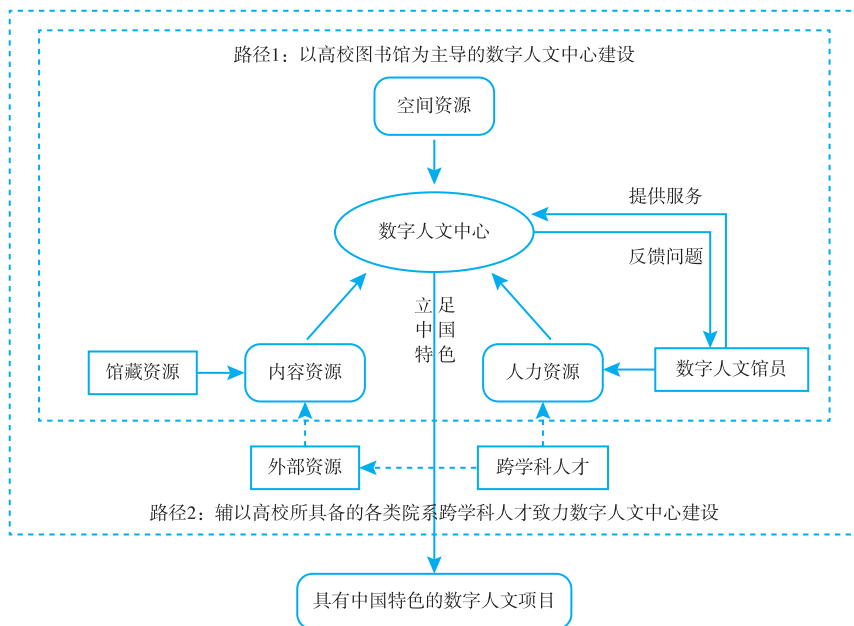 路径1：以高校图书馆为主导的数字人文中心建设
空间资源
提供服务
数字人文中心
反馈问题
立足
中国
特色
馆藏资源
内容资源
人力资源
数字人文馆员
外部资源
跨学科人才
路径2：辅以高校所具备的各类院系跨学科人才致力数字人文中心建设
具有中国特色的数字人文项目